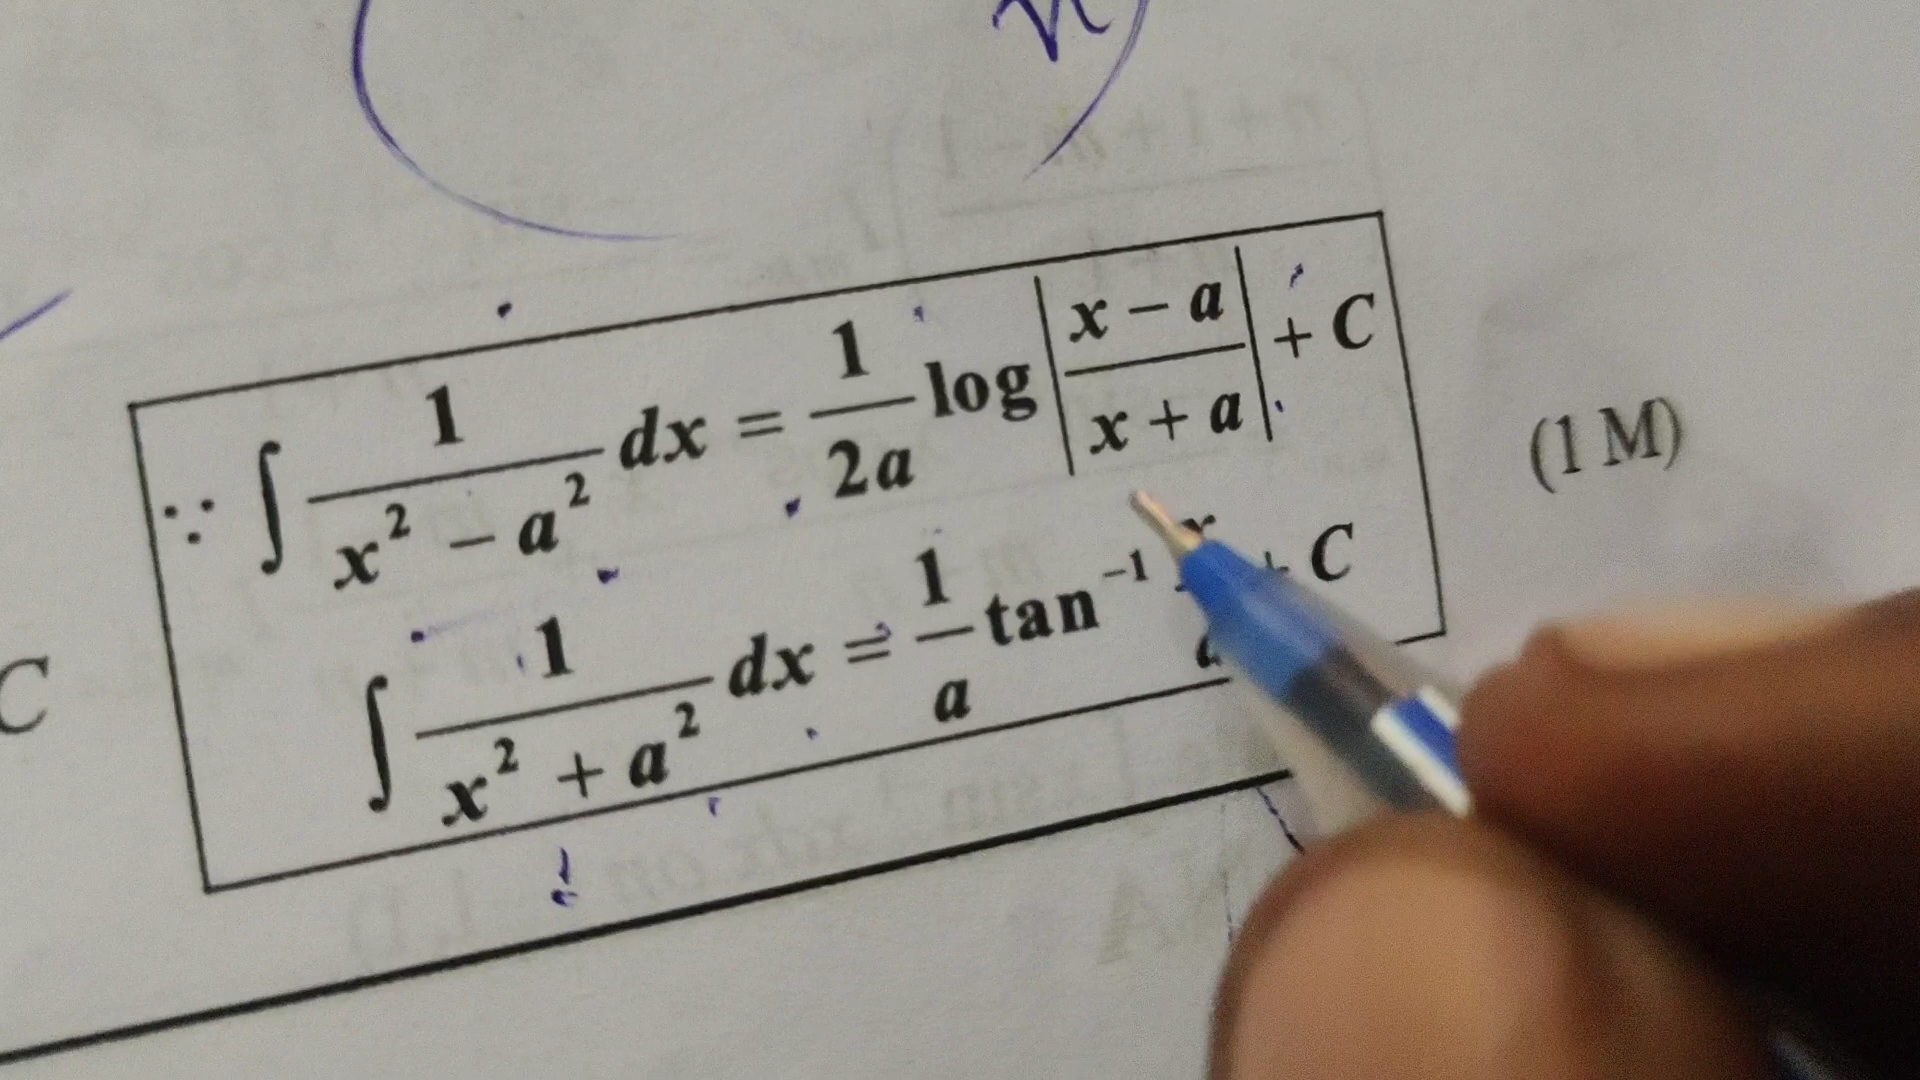 n
∵ ∫ 1/(x² − a²) dx = 1/(2a) log |(x − a)/(x + a)| + C
(1 M)
∫ 1/(x² + a²) dx = 1/a tan⁻¹ x/a + C
C